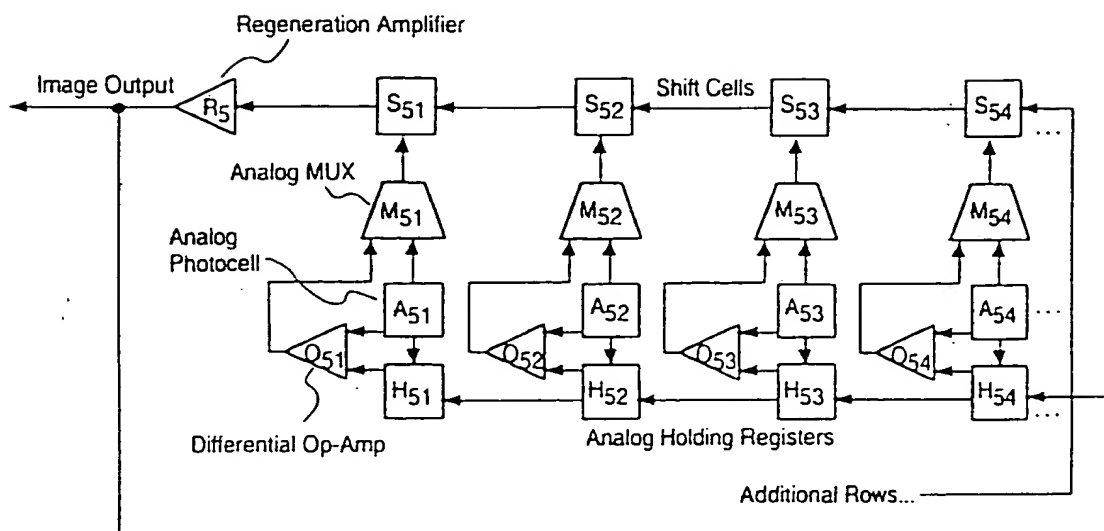 Regeneration Amplifier
Image Output
R5
S51
S52
Shift Cells
S53
S54
...
Analog MUX
M51
M52
M53
M54
Analog
Photocell
A51
A52
A53
A54
...
O51
O52
O53
O54
H51
H52
H53
H54
...
Differential Op-Amp
Analog Holding Registers
Additional Rows...